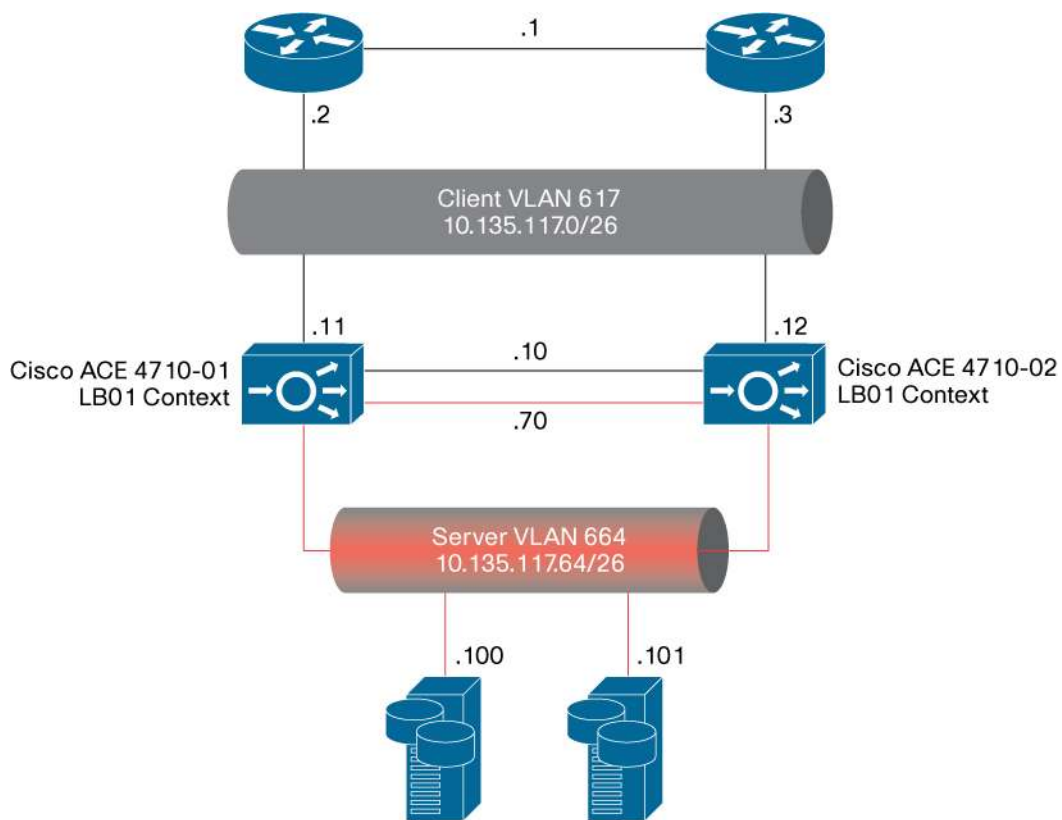 .1
.2
.3
Client VLAN 617
10.135.117.0/26
.11
.12
Cisco ACE 4710-01
LB01 Context
.10
.70
Cisco ACE 4710-02
LB01 Context
Server VLAN 664
10.135.117.64/26
.100
.101